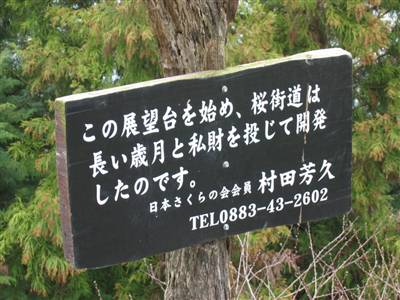 この展望台を始め、桜街道は
長い歳月と私財を投じて開発
したのです。
日本さくらの会会員 村田芳久
TEL0883-43-2602